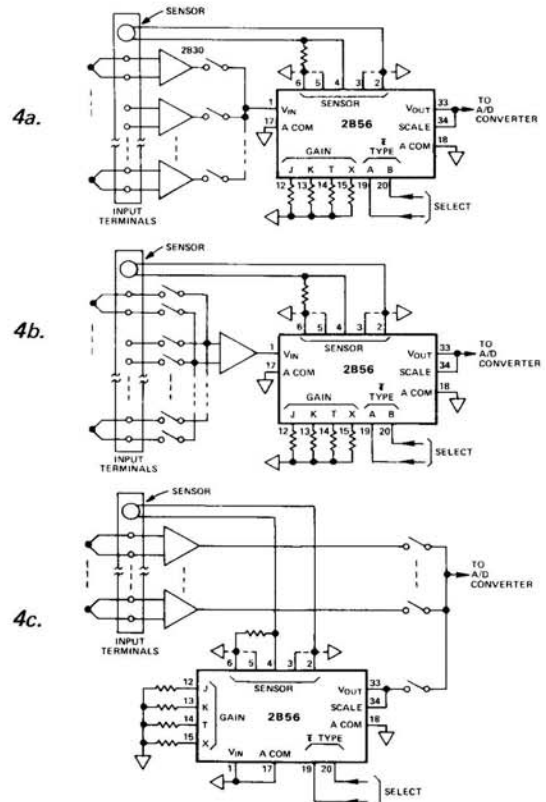 4a.
SENSOR
2B30
INPUT
TERMINALS
6 5 4 3 2
SENSOR
1 VIN
17 A COM
2B56
VOUT 33
SCALE 34
A COM 18
TO
A/D
CONVERTER
GAIN TYPE
J K T X A B
12 13 14 15 19 20
SELECT
4b.
SENSOR
INPUT
TERMINALS
6 5 4 3 2
SENSOR
1 VIN
17 A COM
2B56
VOUT 33
SCALE 34
A COM 18
TO
A/D
CONVERTER
GAIN TYPE
J K T X A B
12 13 14 15 19 20
SELECT
4c.
SENSOR
INPUT
TERMINALS
TO
A/D
CONVERTER
6 5 4 3 2
SENSOR
12 J
13 K
14 T
15 X
GAIN
2B56
VOUT 33
SCALE 34
A COM 18
VIN A COM TYPE
1 17 19 20
SELECT